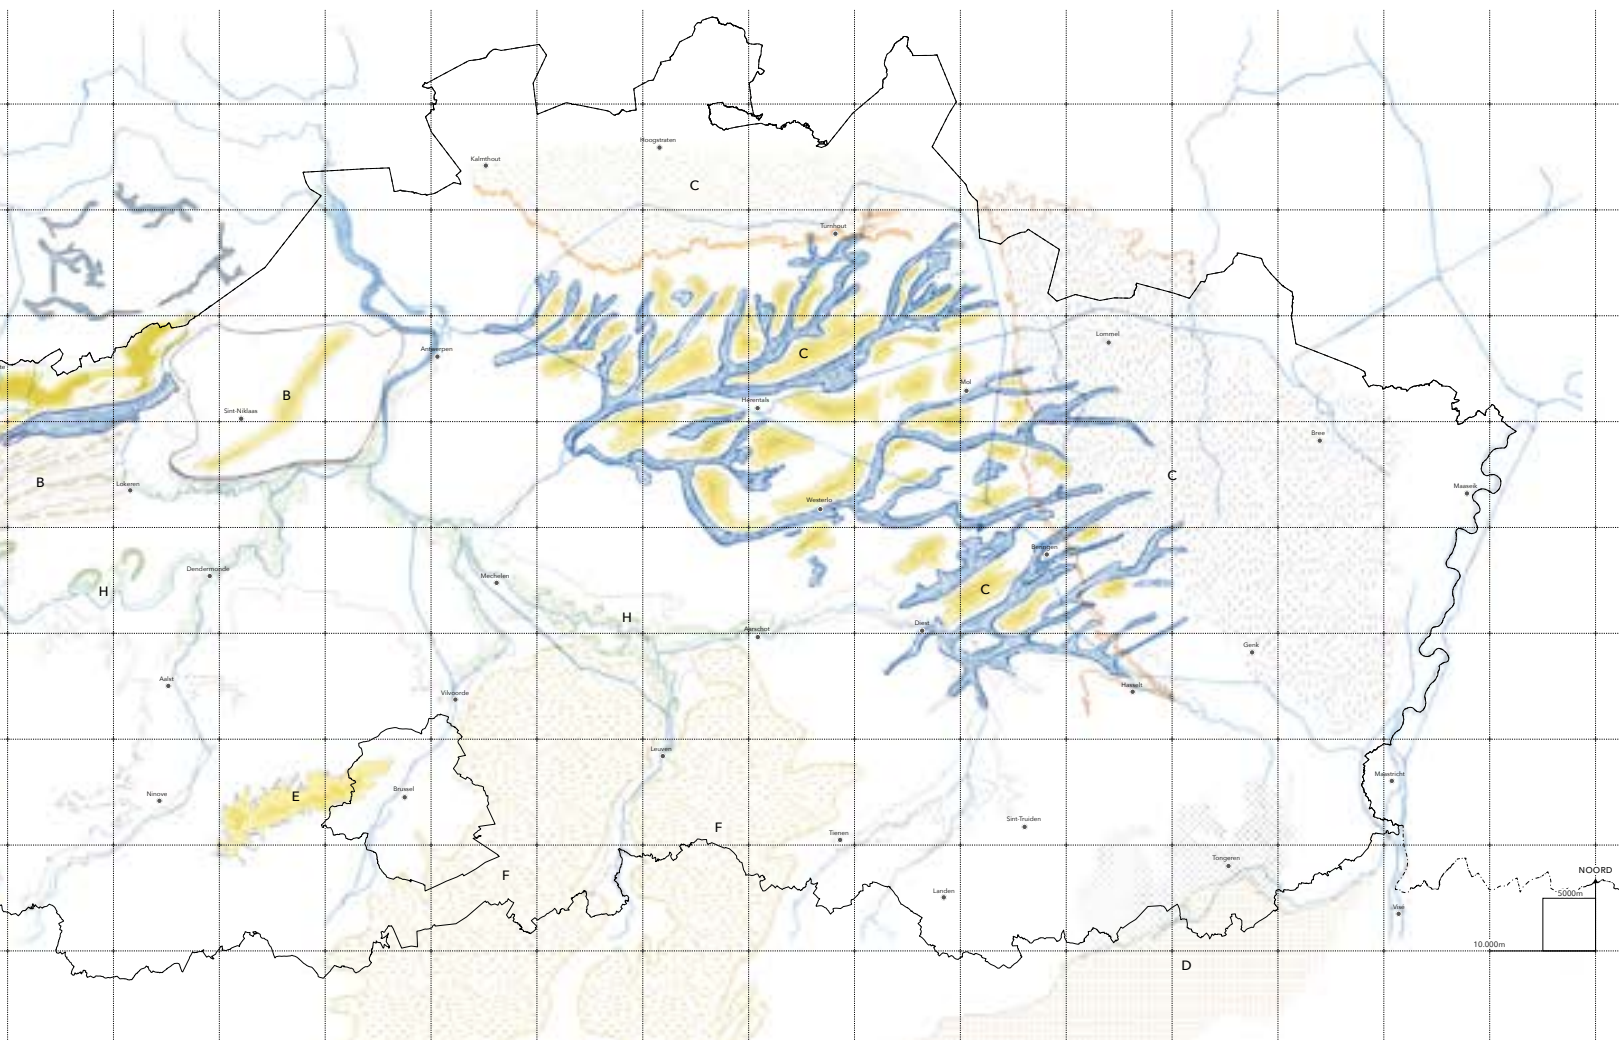 Hoogstraten
Kalmthout
C
Turnhout
Lommel
Antwerpen
C
Mol
B
Herentals
Sint-Niklaas
Bree
C
B
Lokeren
Maaseik
Westerlo
Beringen
Dendermonde
Mechelen
H
C
H
Diest
Aarschot
Genk
Aalst
Hasselt
Vilvoorde
Leuven
Maastricht
Brussel
E
Ninove
Sint-Truiden
F
Tienen
Tongeren
NOORD
F
Landen
5000m
Visé
10.000m
D